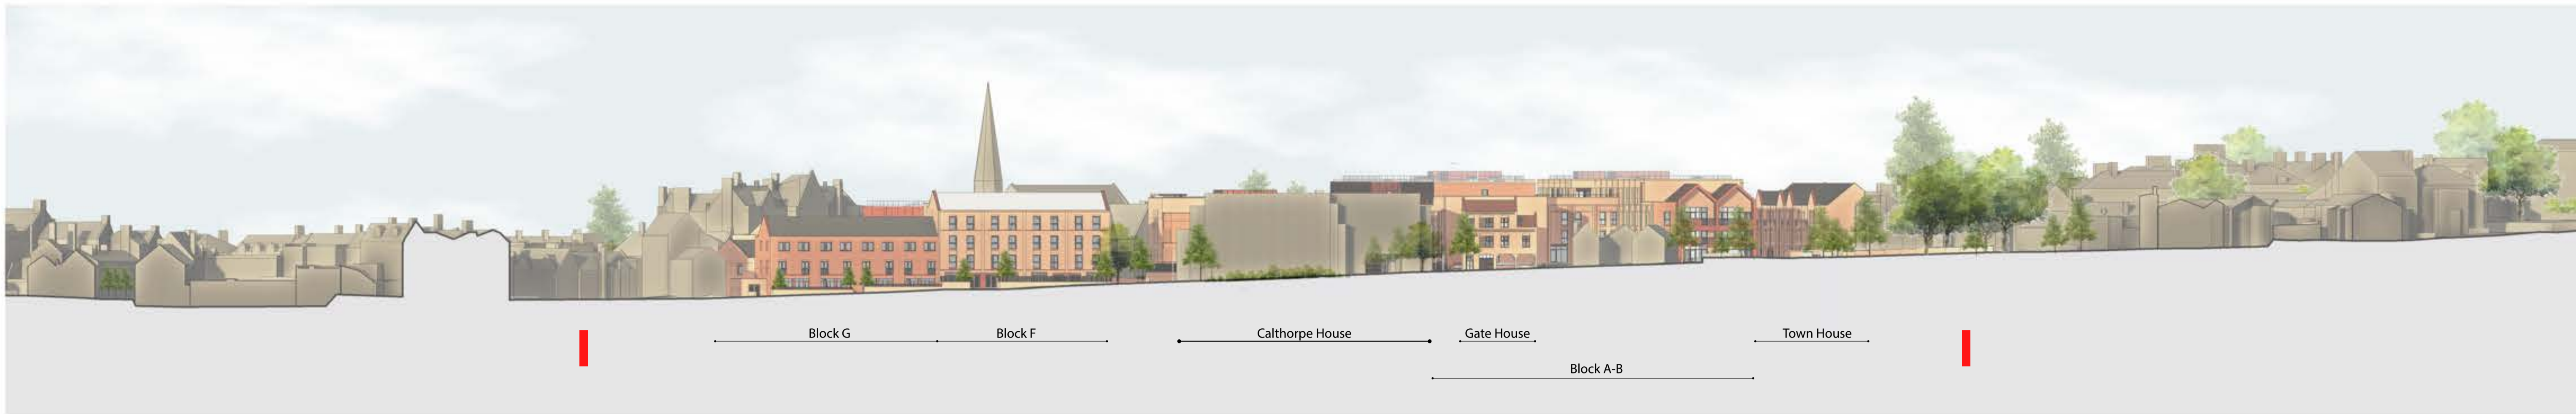 Block G
Block F
Calthorpe House
Gate House
Town House
Block A-B